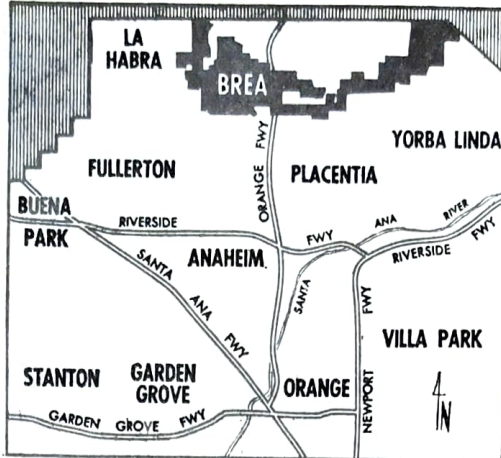 LA
HABRA
BREA
YORBA LINDA
FULLERTON
ORANGE FWY
PLACENTIA
BUENA
PARK
RIVERSIDE FWY
SANTA ANA RIVER
RIVERSIDE FWY
ANAHEIM
SANTA ANA FWY
VILLA PARK
STANTON
GARDEN
GROVE
ORANGE
NEWPORT FWY
GARDEN GROVE FWY
N